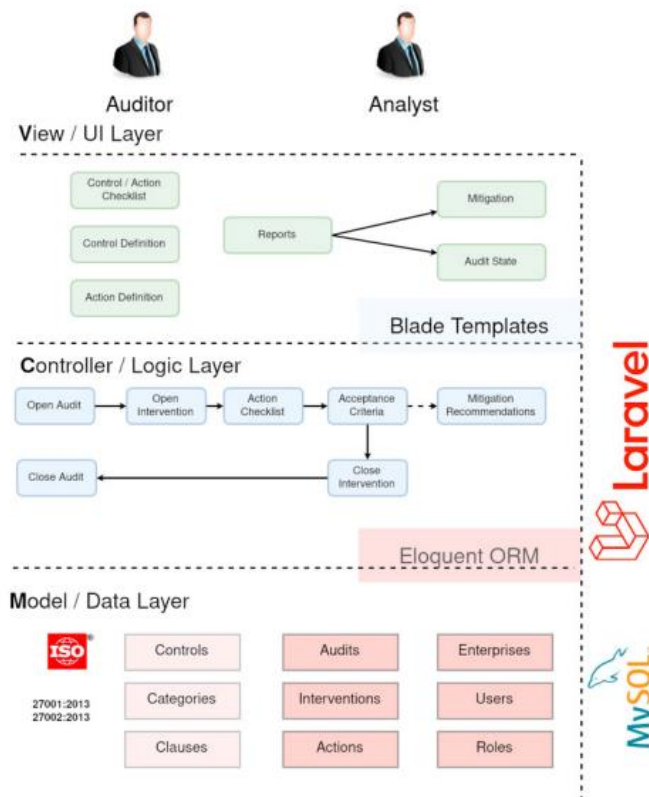 Auditor
Analyst
View / UI Layer
Control / Action
Checklist
Mitigation
Reports
Control Definition
Audit State
Action Definition
Blade Templates
Controller / Logic Layer
Open Audit
Open
Intervention
Action
Checklist
Acceptance
Criteria
Mitigation
Recommendations
Close Audit
Close
Intervention
Eloquent ORM
Laravel
Model / Data Layer
ISO®
27001:2013
27002:2013
Controls
Audits
Enterprises
Categories
Interventions
Users
Clauses
Actions
Roles
MySQL